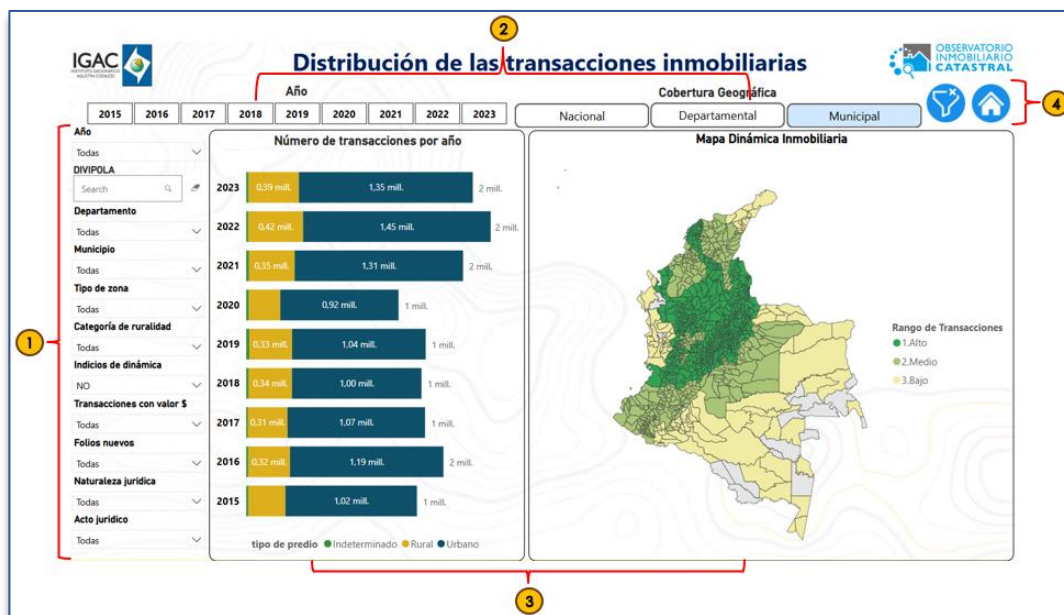 2
IGAC
INSTITUTO GEOGRÁFICO
AGUSTÍN CODAZZI
Distribución de las transacciones inmobiliarias
OBSERVATORIO
INMOBILIARIO
CATASTRAL
Año
Cobertura Geográfica
4
2015 2016 2017 2018 2019 2020 2021 2022 2023
Nacional Departamental Municipal
Año
Todas
DIVIPOLA
Search
Departamento
Todas
Municipio
Todas
Tipo de zona
Todas
1
Categoría de ruralidad
Todas
Indicios de dinámica
NO
Transacciones con valor $
Todas
Folios nuevos
Todas
Naturaleza juridica
Todas
Acto juridico
Todas
Número de transacciones por año
2023 0,39 mill. 1,35 mill. 2 mill.
2022 0,42 mill. 1,45 mill. 2 mill.
2021 0,35 mill. 1,31 mill. 2 mill.
2020 0,92 mill. 1 mill.
2019 0,33 mill. 1,04 mill. 1 mill.
2018 0,34 mill. 1,00 mill. 1 mill.
2017 0,31 mill. 1,07 mill. 1 mill.
2016 0,32 mill. 1,19 mill. 2 mill.
2015 1,02 mill. 1 mill.
tipo de predio Indeterminado Rural Urbano
Mapa Dinámica Inmobiliaria
Rango de Transacciones
1.Alto
2.Medio
3.Bajo
3